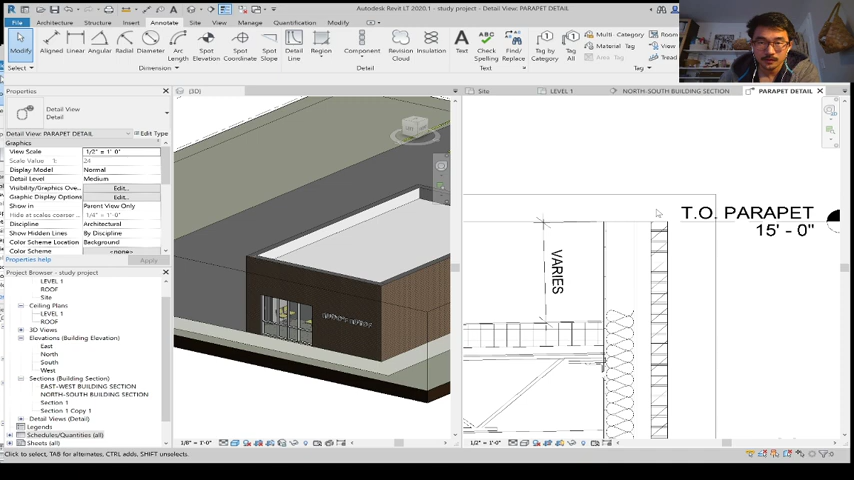 Autodesk Revit LT 2020.1 - study project - Detail View: PARAPET DETAIL
File Architecture Structure Insert Annotate Site View Manage Quantification Modify
Modify Aligned Linear Angular Radial Diameter Arc Length Spot Elevation Spot Coordinate Spot Slope Detail Line Region Component Revision Cloud Insulation Text Check Spelling Find/ Replace Tag by Category Tag All
Multi- Category
Material Tag
Area Tag
Room
View
Tread
Select Dimension Detail Text Tag
Properties
Detail View
Detail
Detail View: PARAPET DETAIL Edit Type
Graphics
View Scale 1/2" = 1'-0"
Scale Value 1: 24
Display Model Normal
Detail Level Medium
Visibility/Graphics Ove... Edit...
Graphic Display Options Edit...
Show in Parent View Only
Hide at scales coarser ... 1/4" = 1'-0"
Discipline Architectural
Show Hidden Lines By Discipline
Color Scheme Location Background
Color Scheme <none>
Properties help Apply
Project Browser - study project
LEVEL 1
ROOF
Site
Ceiling Plans
LEVEL 1
ROOF
3D Views
Elevations (Building Elevation)
East
North
South
West
Sections (Building Section)
EAST-WEST BUILDING SECTION
NORTH-SOUTH BUILDING SECTION
Section 1
Section 1 Copy 1
Detail Views (Detail)
Legends
Schedules/Quantities (all)
Sheets (all)
{3D}
Site LEVEL 1 NORTH-SOUTH BUILDING SECTION PARAPET DETAIL
T.O. PARAPET
15' - 0"
VARIES
1/8" = 1'-0"
1/2" = 1'-0"
Click to select, TAB for alternates, CTRL adds, SHIFT unselects.